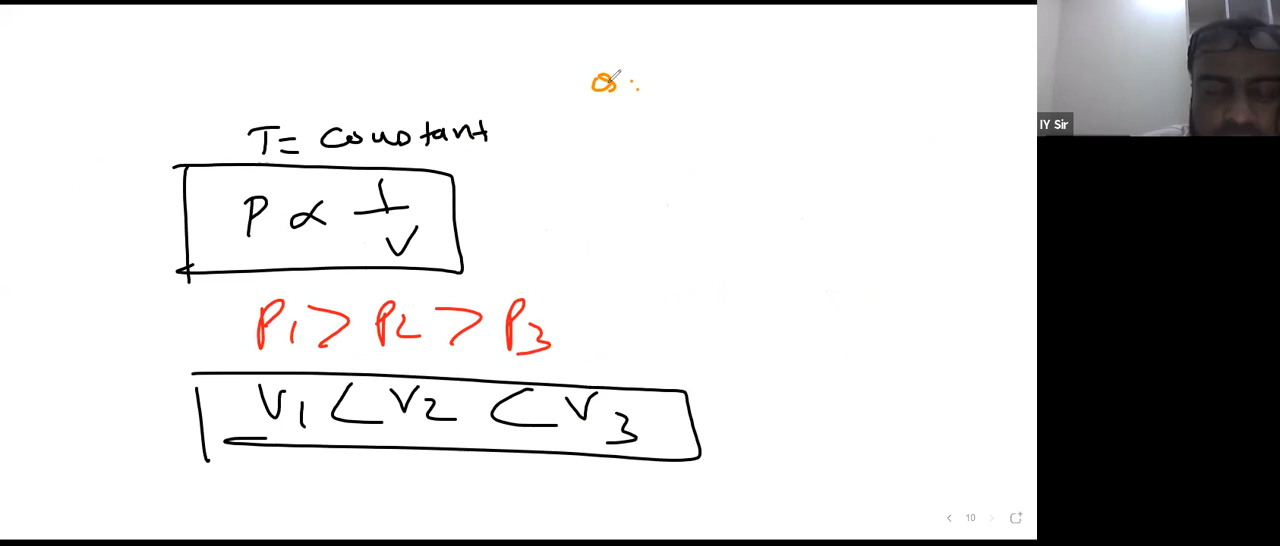 T = constant
P ∝ 1/V
P1 > P2 > P3
V1 < V2 < V3
IY Sir
10